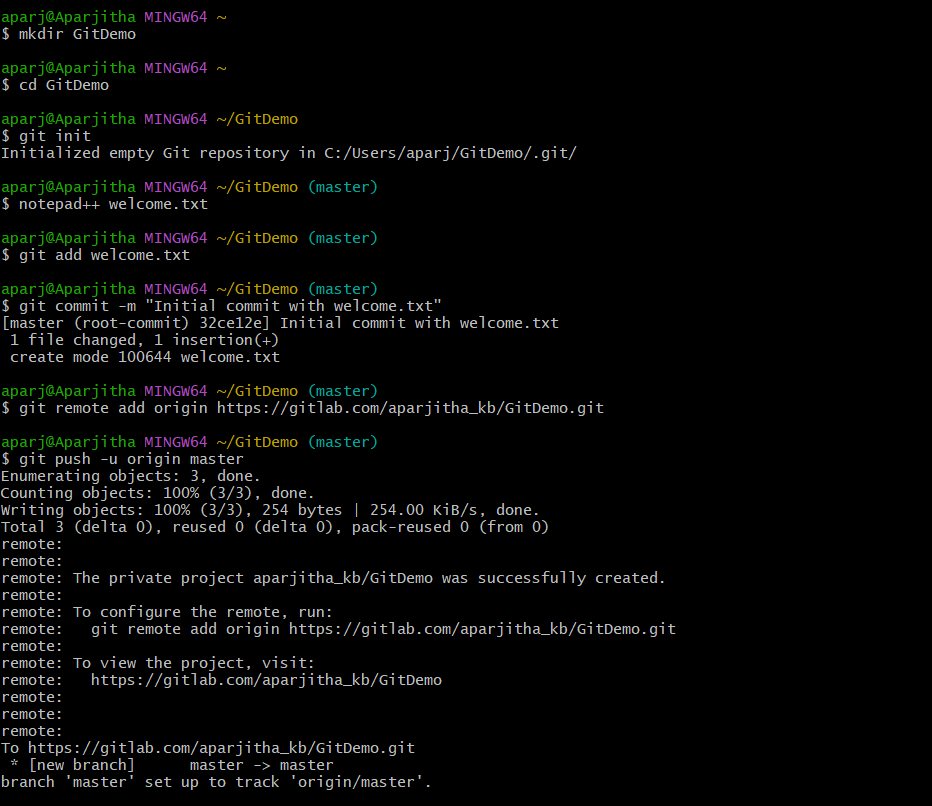 aparj@Aparjitha MINGW64 ~
$ mkdir GitDemo
aparj@Aparjitha MINGW64 ~
$ cd GitDemo
aparj@Aparjitha MINGW64 ~/GitDemo
$ git init
Initialized empty Git repository in C:/Users/aparj/GitDemo/.git/
aparj@Aparjitha MINGW64 ~/GitDemo (master)
$ notepad++ welcome.txt
aparj@Aparjitha MINGW64 ~/GitDemo (master)
$ git add welcome.txt
aparj@Aparjitha MINGW64 ~/GitDemo (master)
$ git commit -m "Initial commit with welcome.txt"
[master (root-commit) 32ce12e] Initial commit with welcome.txt
 1 file changed, 1 insertion(+)
 create mode 100644 welcome.txt
aparj@Aparjitha MINGW64 ~/GitDemo (master)
$ git remote add origin https://gitlab.com/aparjitha_kb/GitDemo.git
aparj@Aparjitha MINGW64 ~/GitDemo (master)
$ git push -u origin master
Enumerating objects: 3, done.
Counting objects: 100% (3/3), done.
Writing objects: 100% (3/3), 254 bytes | 254.00 KiB/s, done.
Total 3 (delta 0), reused 0 (delta 0), pack-reused 0 (from 0)
remote:
remote:
remote: The private project aparjitha_kb/GitDemo was successfully created.
remote:
remote: To configure the remote, run:
remote:   git remote add origin https://gitlab.com/aparjitha_kb/GitDemo.git
remote:
remote: To view the project, visit:
remote:   https://gitlab.com/aparjitha_kb/GitDemo
remote:
remote:
remote:
To https://gitlab.com/aparjitha_kb/GitDemo.git
 * [new branch]      master -> master
branch 'master' set up to track 'origin/master'.